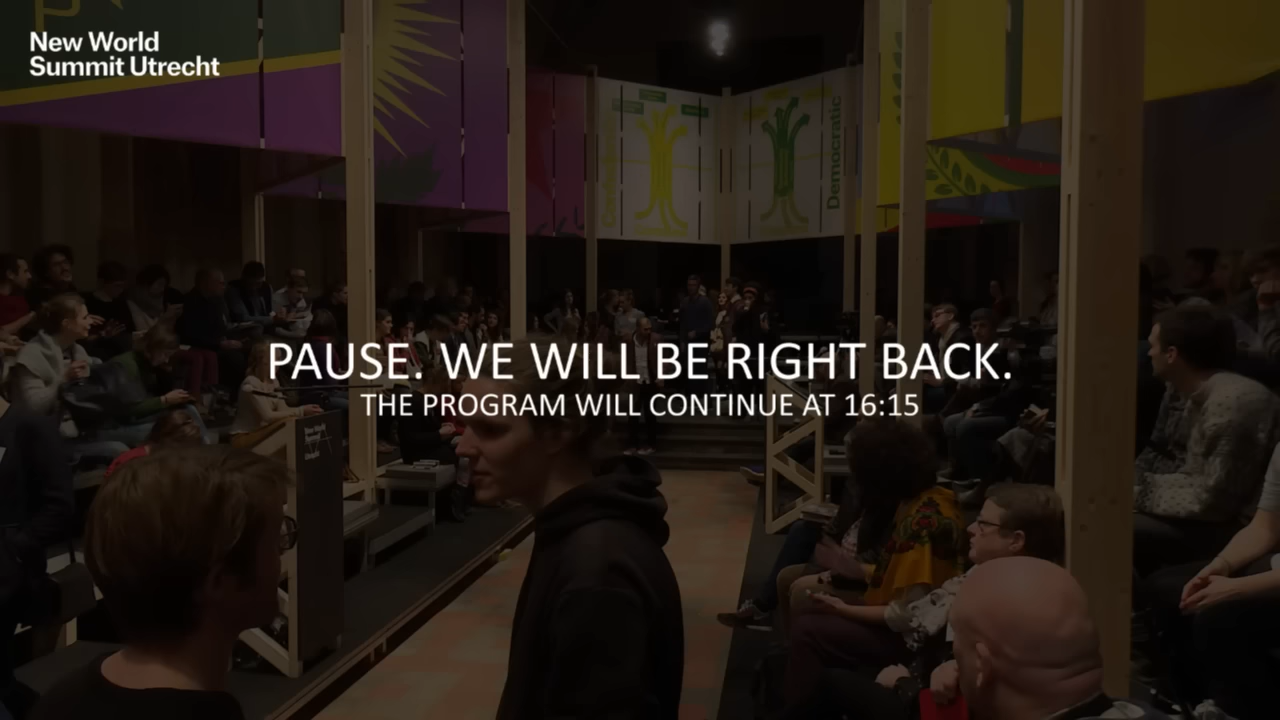 New World
Summit Utrecht
Democratic
PAUSE. WE WILL BE RIGHT BACK.
THE PROGRAM WILL CONTINUE AT 16:15